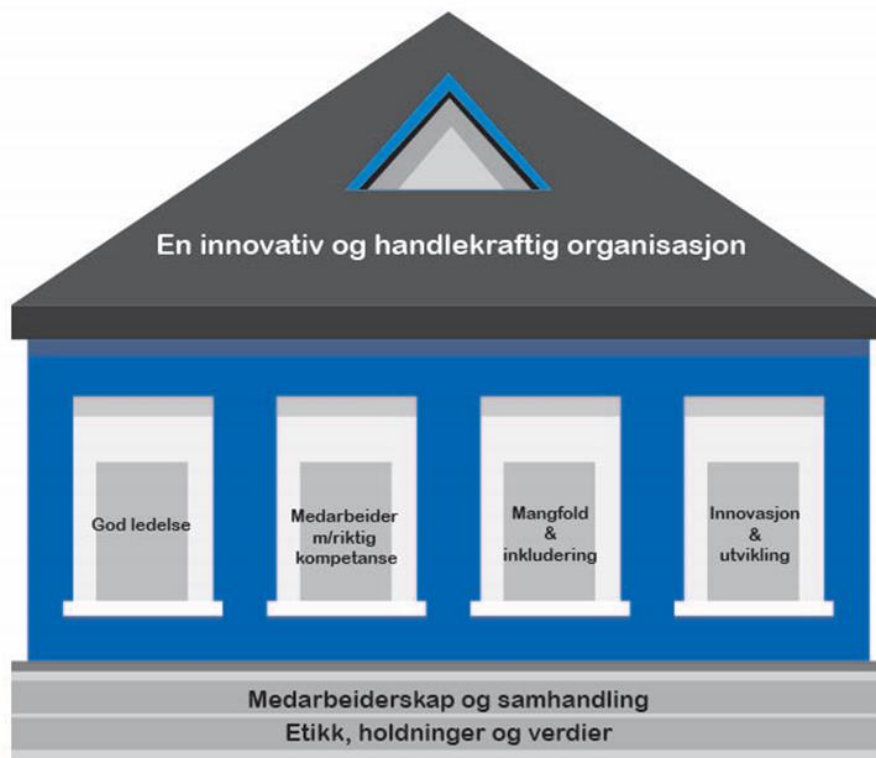 En innovativ og handlekraftig organisasjon
God ledelse
Medarbeider
m/riktig
kompetanse
Mangfold
&
inkludering
Innovasjon
&
utvikling
Medarbeiderskap og samhandling
Etikk, holdninger og verdier